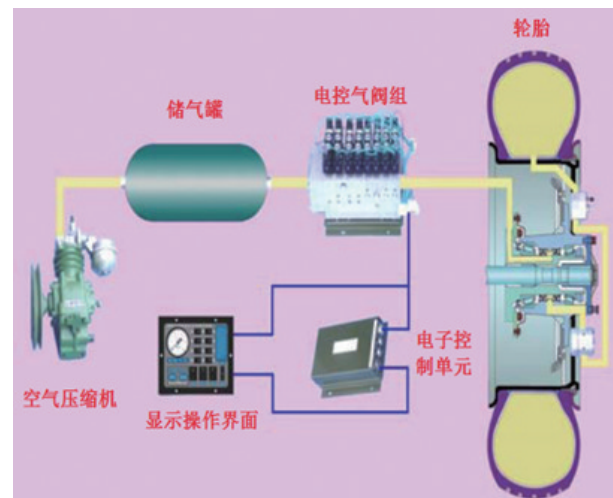 轮胎
储气罐
电控气阀组
空气压缩机
显示操作界面
电子控
制单元